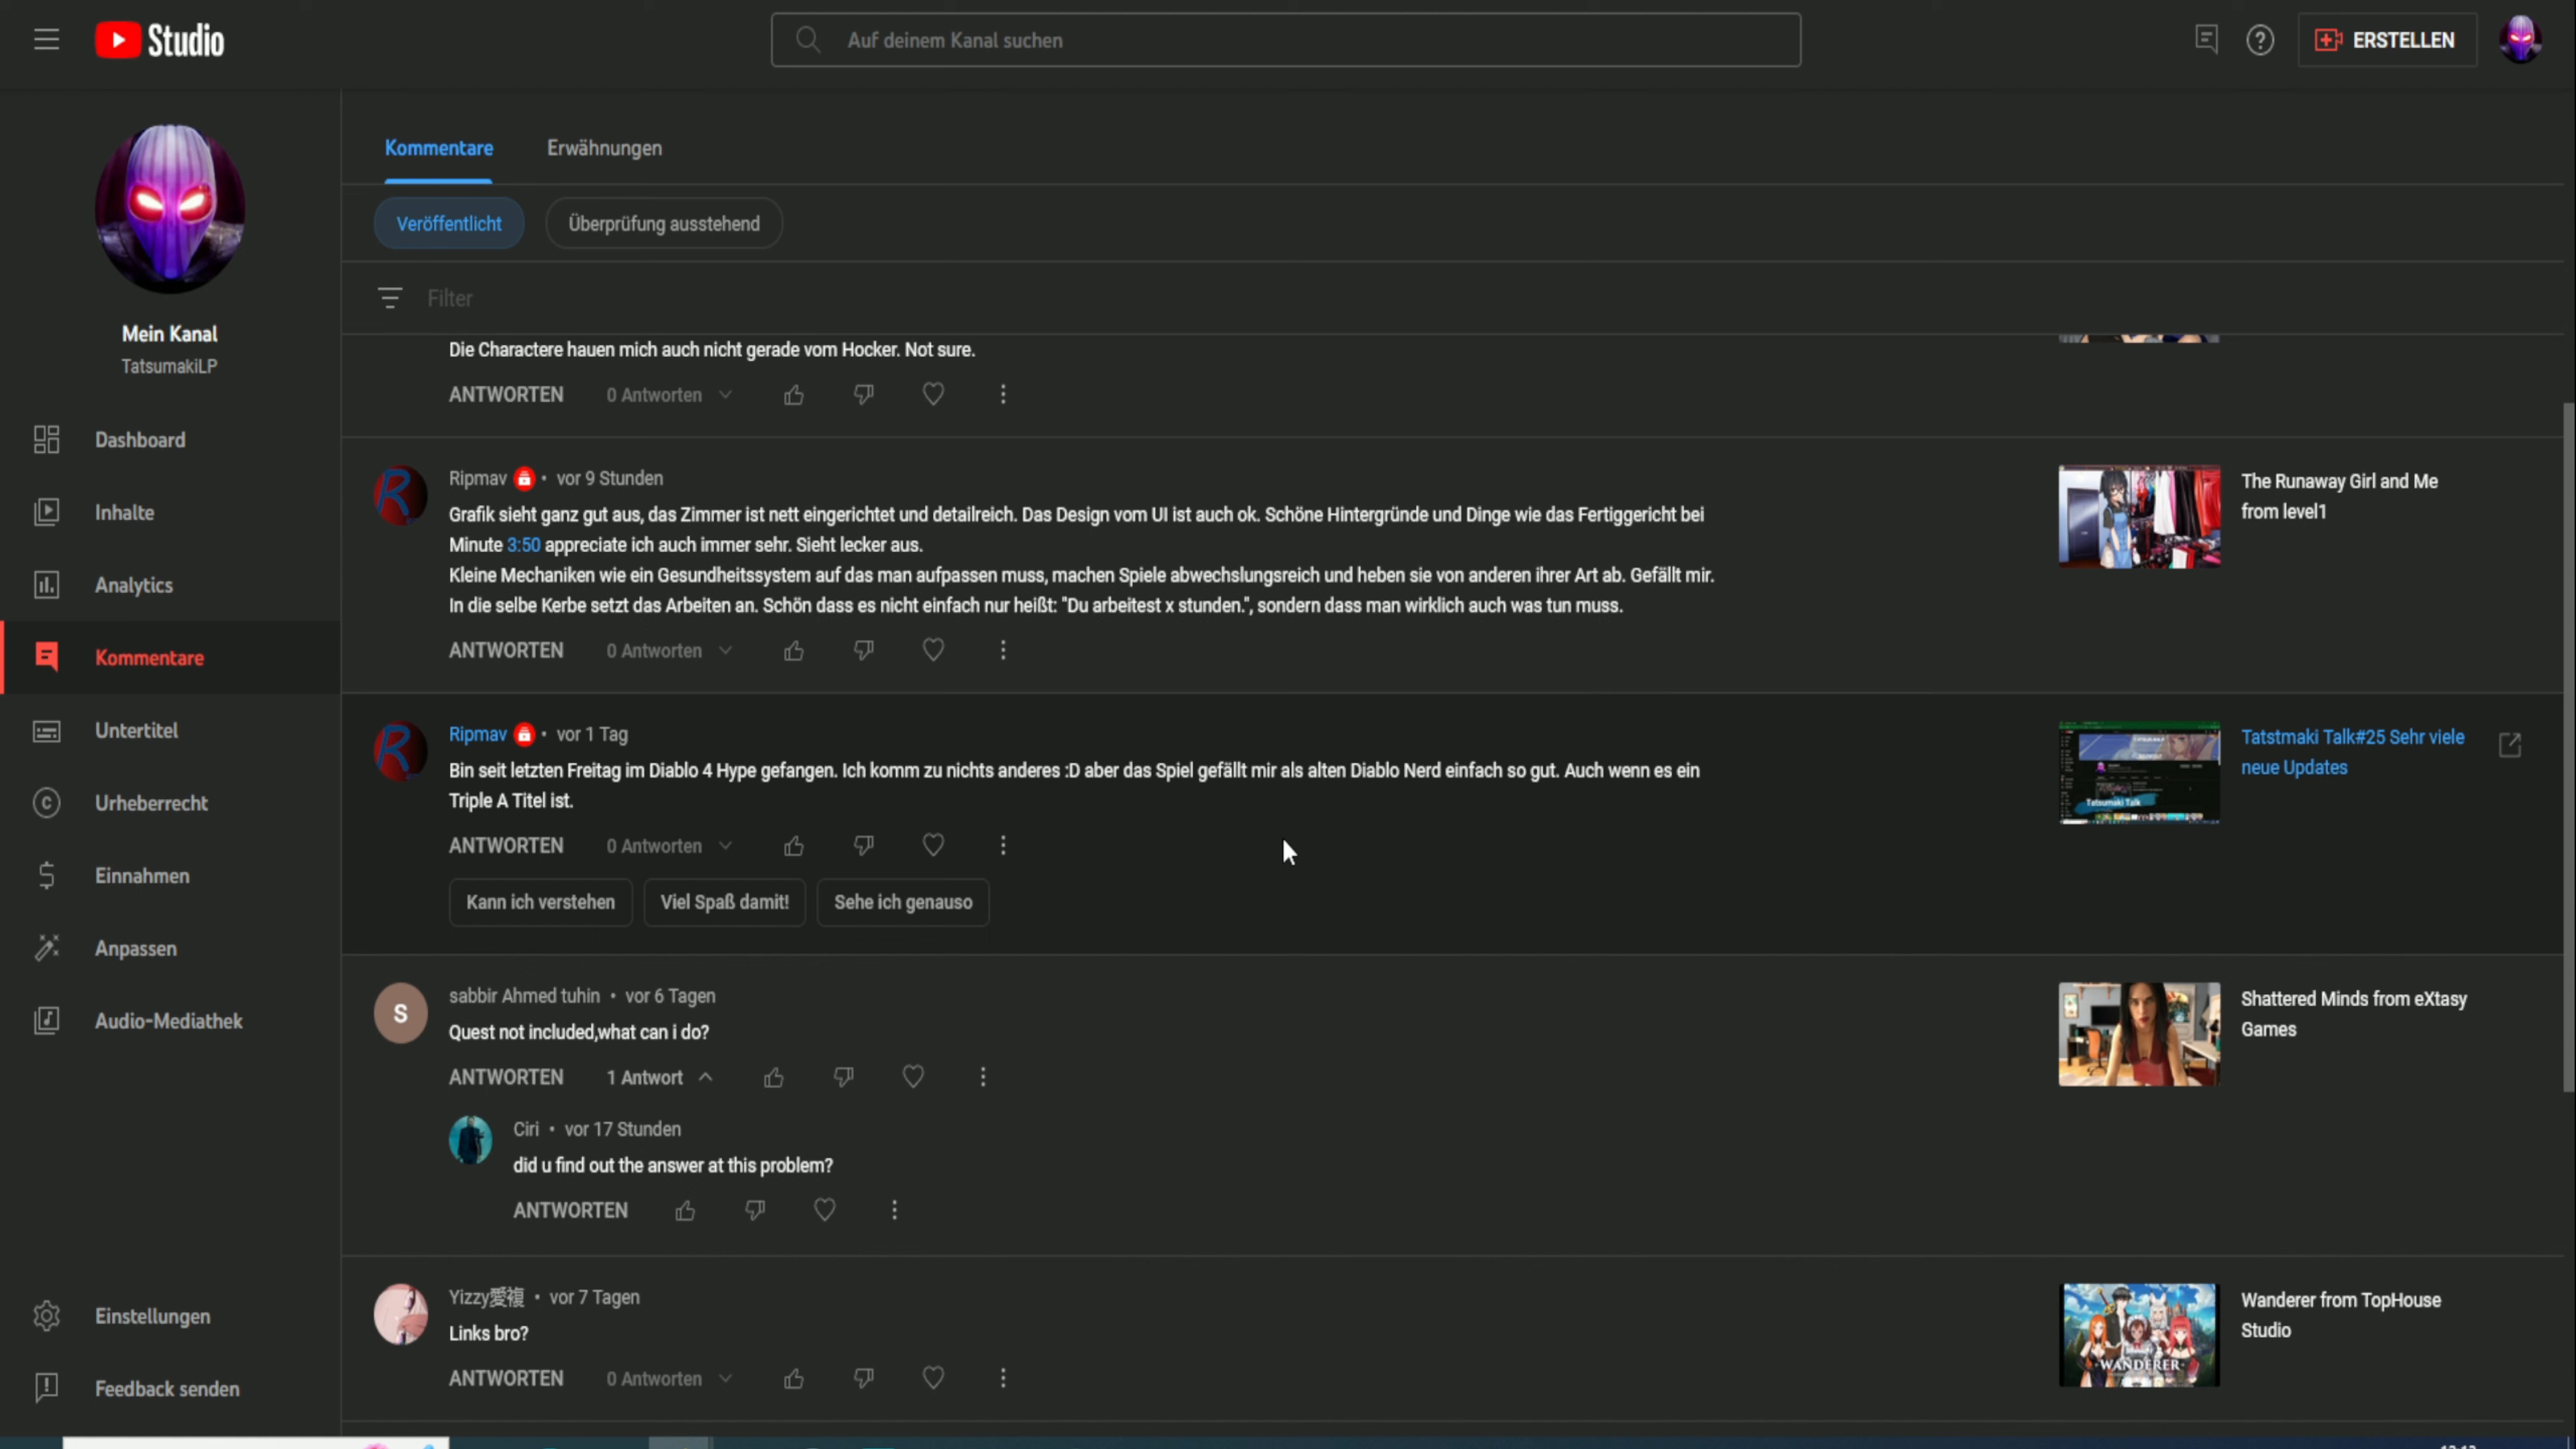 Studio
Auf deinem Kanal suchen
ERSTELLEN
Mein Kanal
TatsumakiLP
Dashboard
Inhalte
Analytics
Kommentare
Untertitel
Urheberrecht
Einnahmen
Anpassen
Audio-Mediathek
Einstellungen
Feedback senden
Kommentare
Erwähnungen
Veröffentlicht
Überprüfung ausstehend
Filter
Die Charactere hauen mich auch nicht gerade vom Hocker. Not sure.
ANTWORTEN 0 Antworten
Ripmav • vor 9 Stunden
Grafik sieht ganz gut aus, das Zimmer ist nett eingerichtet und detailreich. Das Design vom UI ist auch ok. Schöne Hintergründe und Dinge wie das Fertiggericht bei
Minute 3:50 appreciate ich auch immer sehr. Sieht lecker aus.
Kleine Mechaniken wie ein Gesundheitssystem auf das man aufpassen muss, machen Spiele abwechslungsreich und heben sie von anderen ihrer Art ab. Gefällt mir.
In die selbe Kerbe setzt das Arbeiten an. Schön dass es nicht einfach nur heißt: "Du arbeitest x stunden.", sondern dass man wirklich auch was tun muss.
ANTWORTEN 0 Antworten
The Runaway Girl and Me
from level1
Ripmav • vor 1 Tag
Bin seit letzten Freitag im Diablo 4 Hype gefangen. Ich komm zu nichts anderes :D aber das Spiel gefällt mir als alten Diablo Nerd einfach so gut. Auch wenn es ein
Triple A Titel ist.
ANTWORTEN 0 Antworten
Kann ich verstehen
Viel Spaß damit!
Sehe ich genauso
Tatsumaki Talk
Tatstmaki Talk#25 Sehr viele
neue Updates
S
sabbir Ahmed tuhin • vor 6 Tagen
Quest not included,what can i do?
ANTWORTEN 1 Antwort
Ciri • vor 17 Stunden
did u find out the answer at this problem?
ANTWORTEN
Shattered Minds from eXtasy
Games
Yizzy愛複 • vor 7 Tagen
Links bro?
ANTWORTEN 0 Antworten
WANDERER
Wanderer from TopHouse
Studio